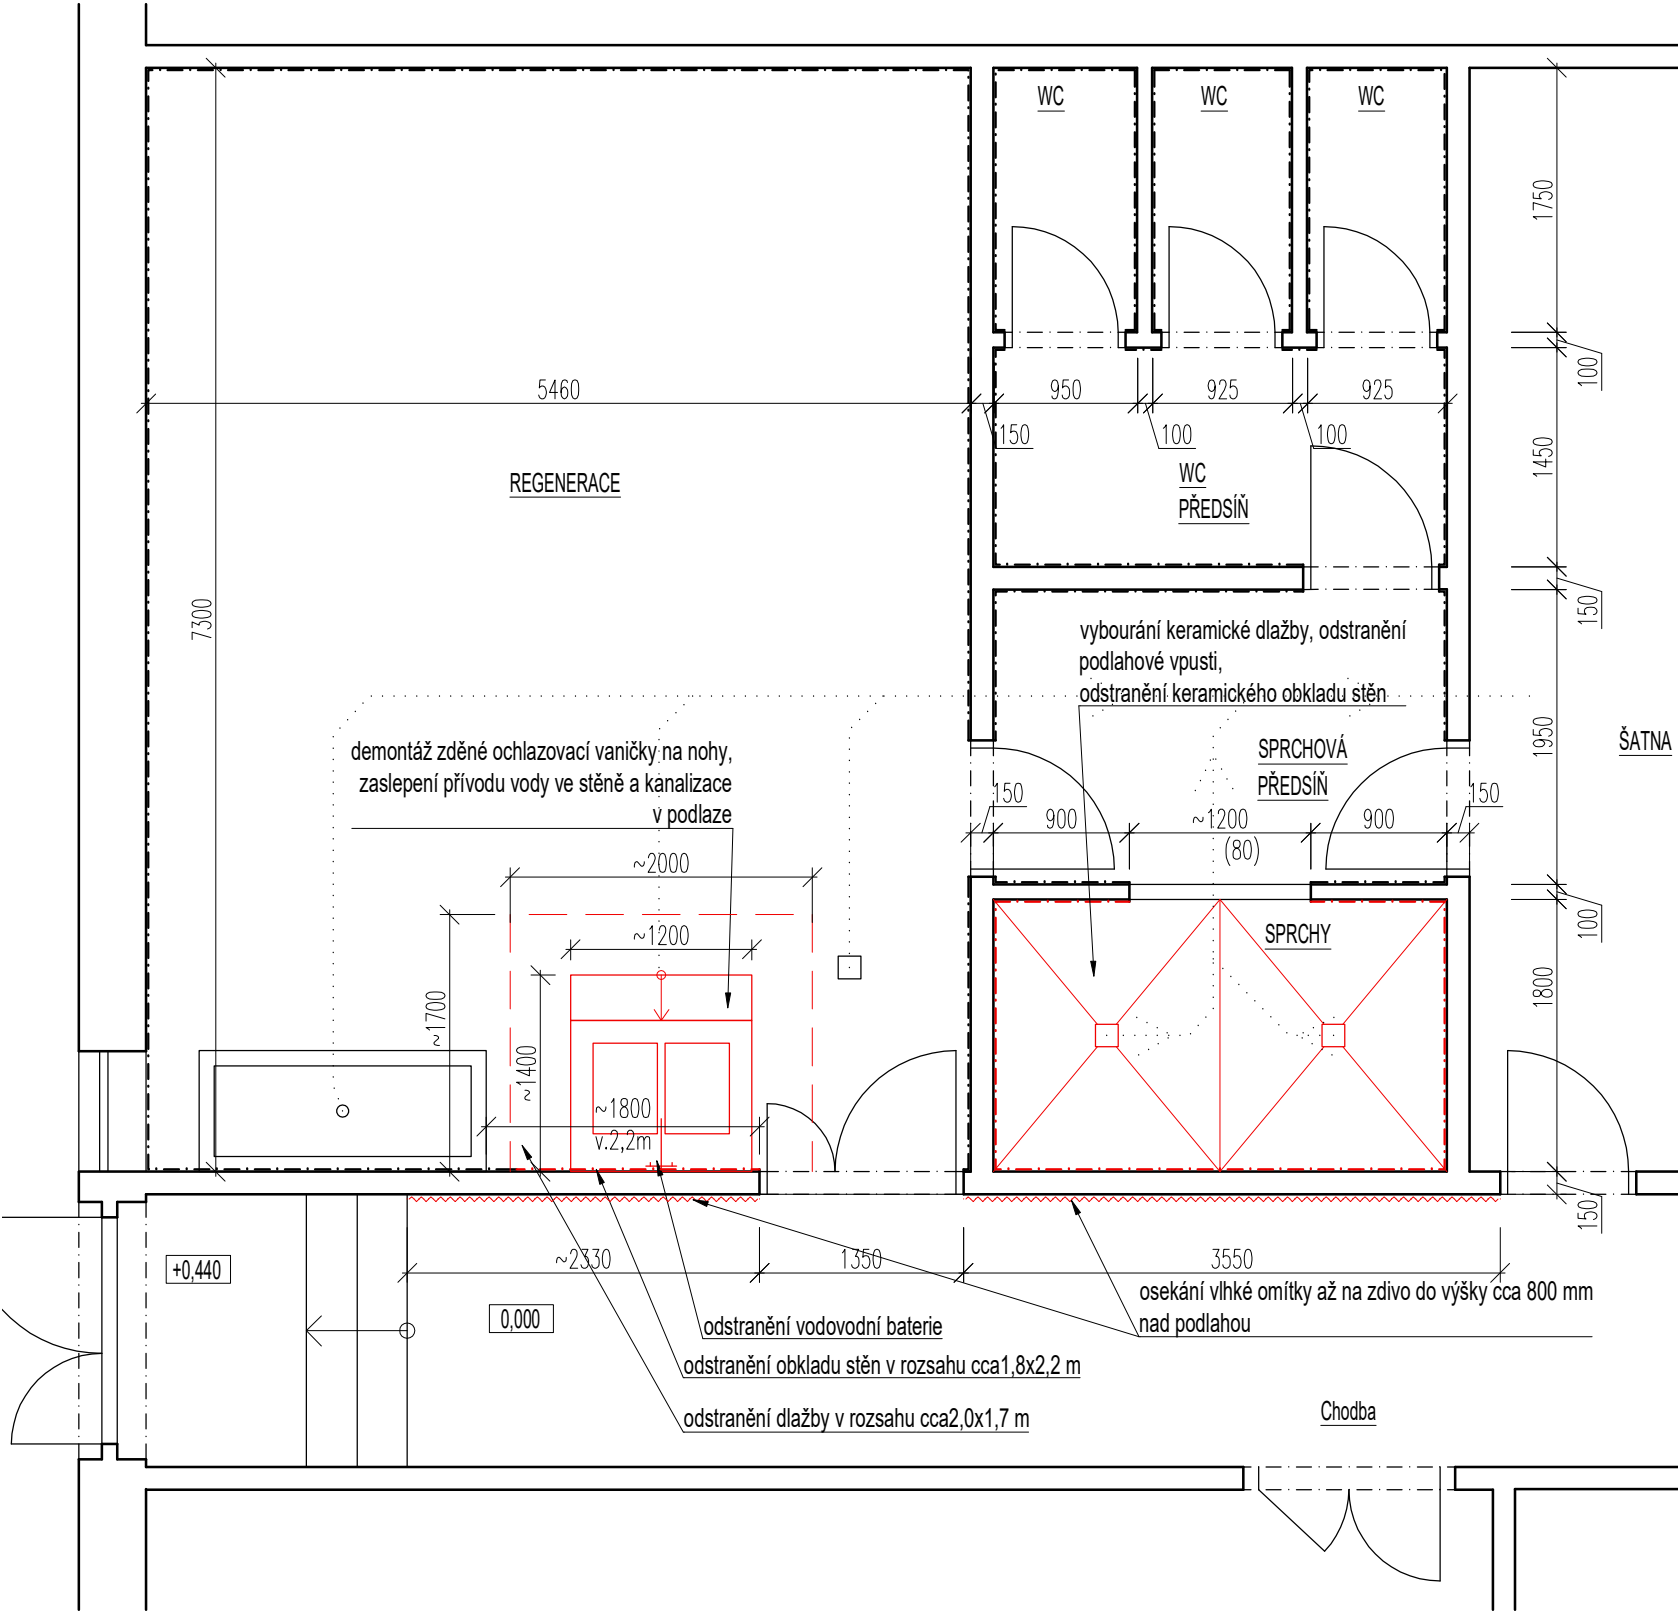 WC
WC
WC
1750
100
5460
950
925
925
150
100
100
1450
REGENERACE
WC
PŘEDSÍŇ
7300
150
vybourání keramické dlažby, odstranění
podlahové vpusti,
odstranění keramického obkladu stěn
demontáž zděné ochlazovací vaničky na nohy,
zaslepení přívodu vody ve stěně a kanalizace
v podlaze
SPRCHOVÁ
PŘEDSÍŇ
1950
ŠATNA
150
900
~1200
(80)
900
150
~2000
~1200
SPRCHY
100
~1700
~1400
1800
~1800
v.2,2m
150
~2330
1350
3550
+0,440
0,000
osekání vlhké omítky až na zdivo do výšky cca 800 mm
nad podlahou
odstranění vodovodní baterie
odstranění obkladu stěn v rozsahu cca1,8x2,2 m
odstranění dlažby v rozsahu cca2,0x1,7 m
Chodba